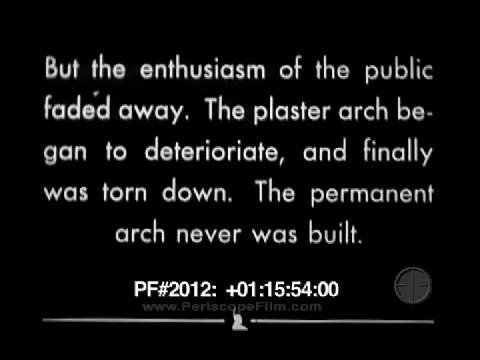 But the enthusiasm of the public
faded away. The plaster arch be-
gan to deterioriate, and finally
was torn down. The permanent
arch never was built.
PF#2012: +01:15:54:00
www.PeriscopeFilm.com